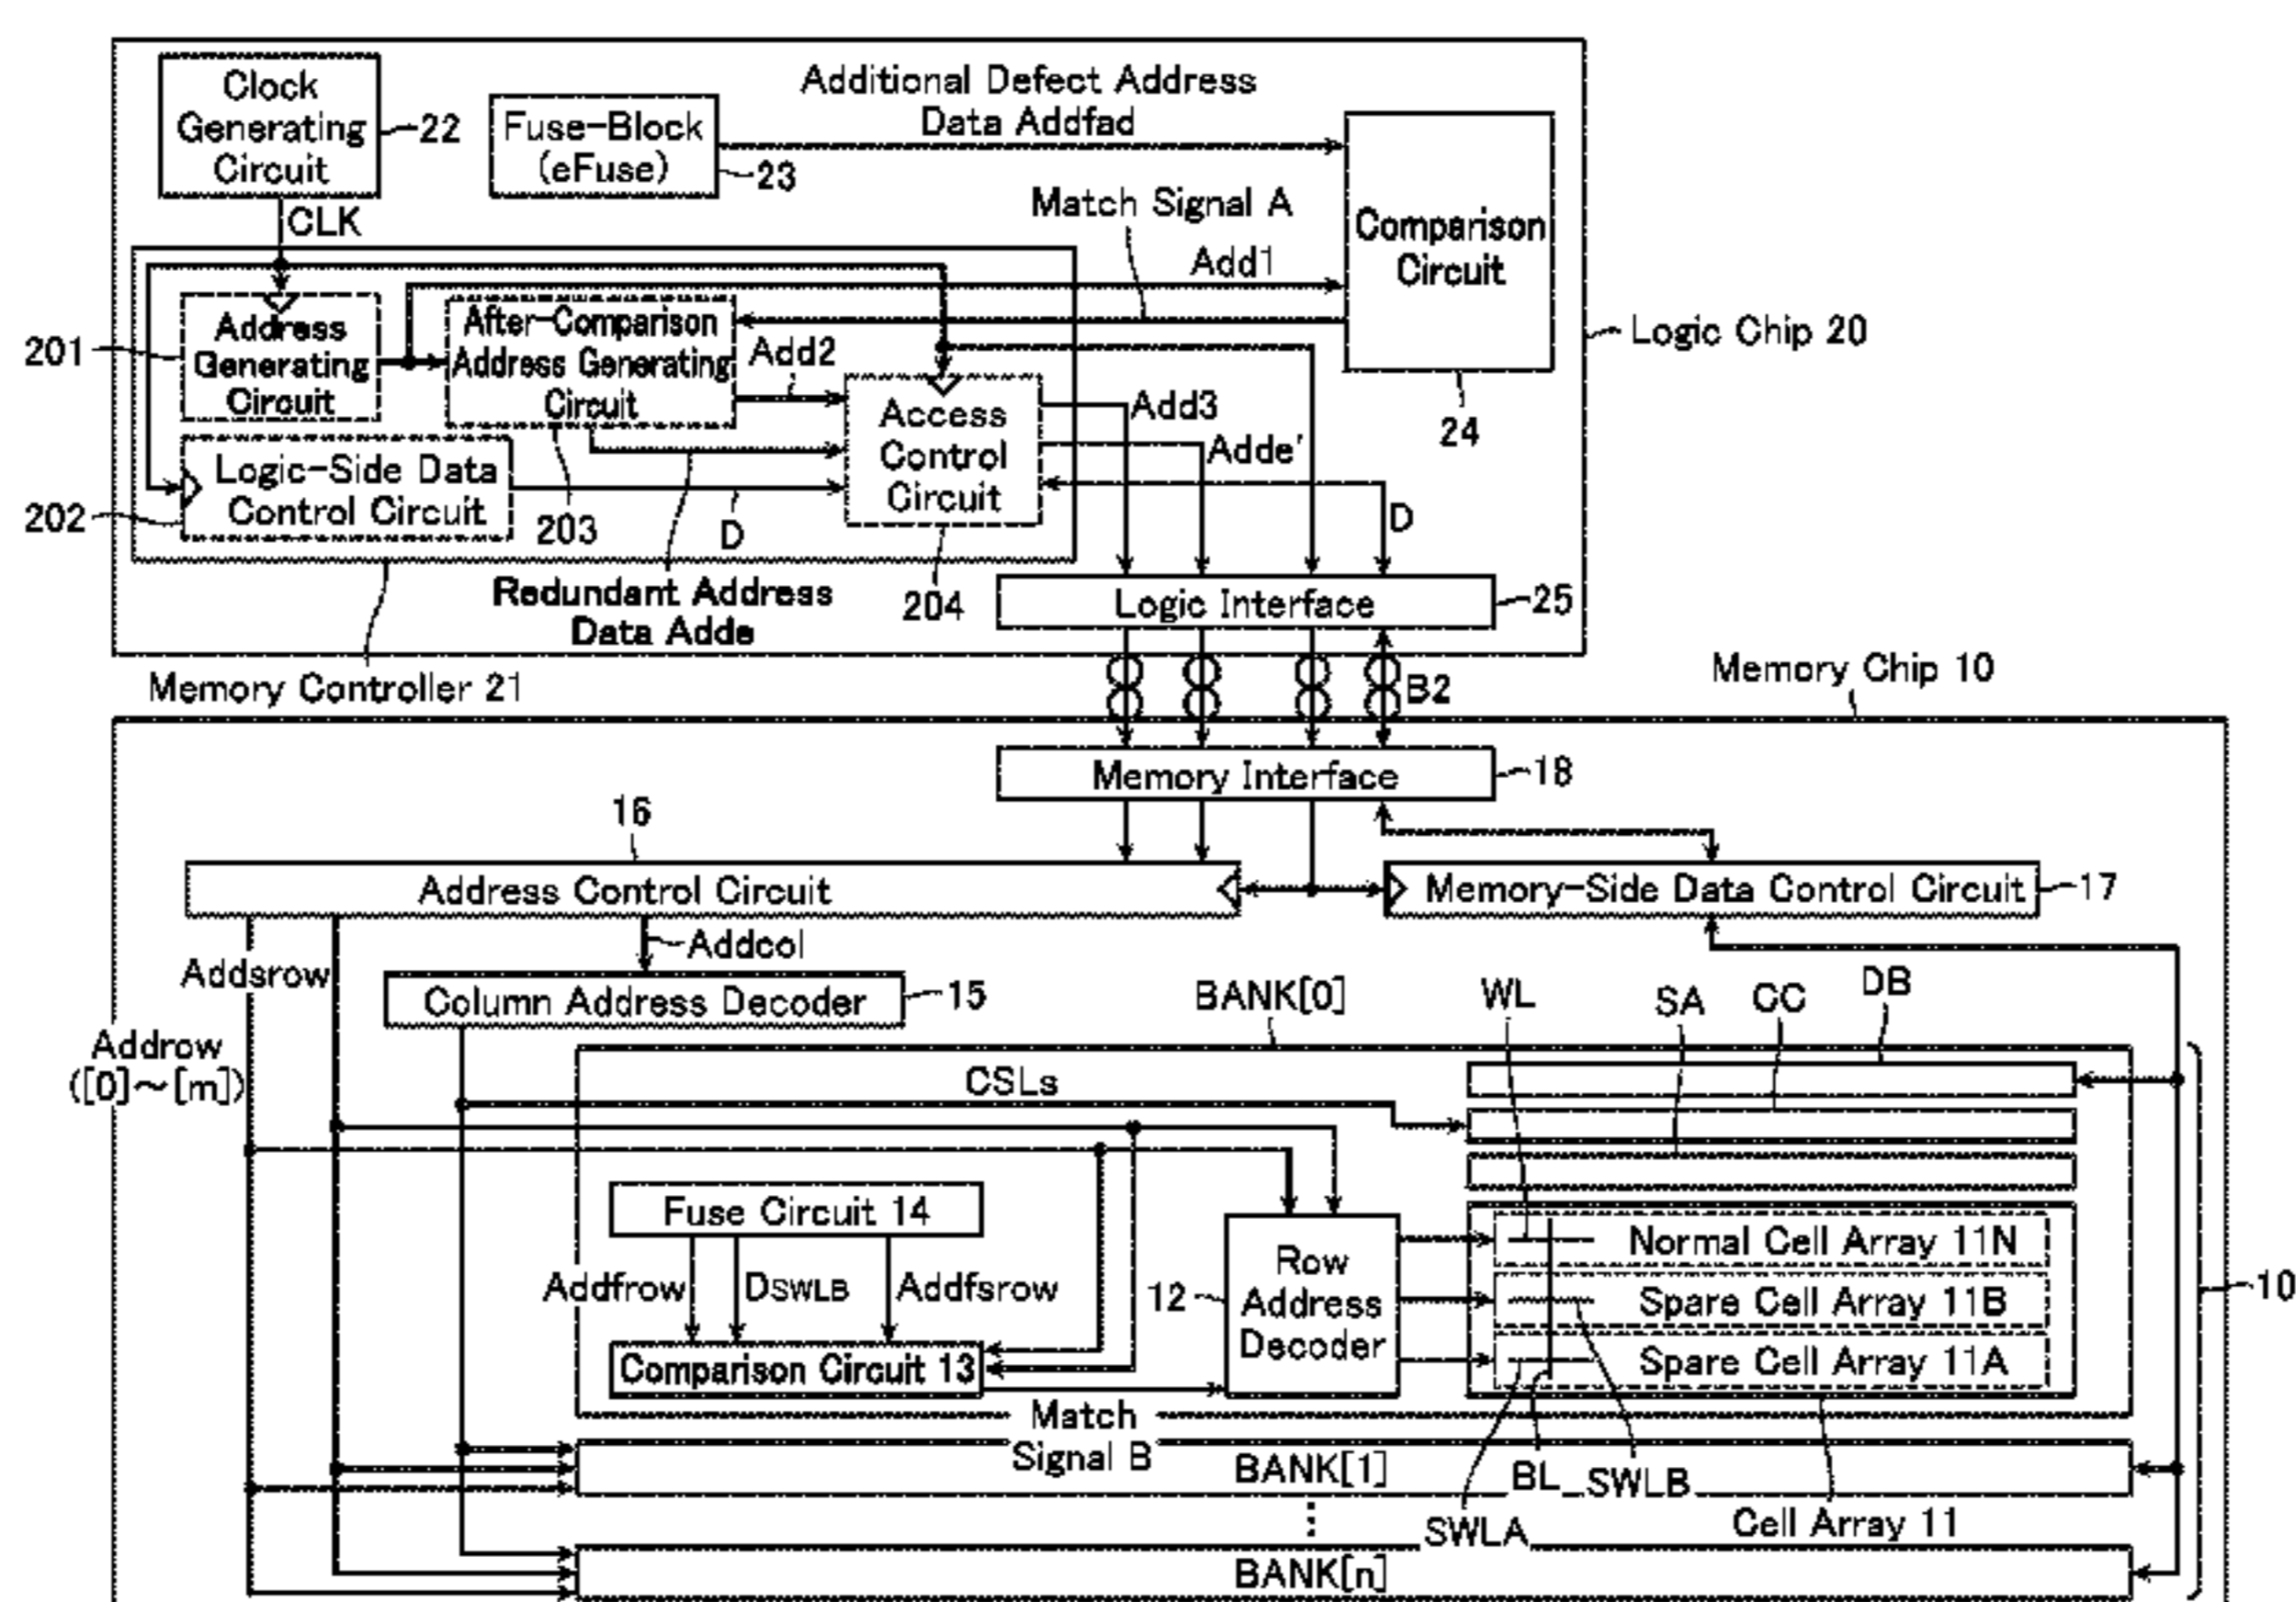 Clock
Generating
Circuit
22
Fuse-Block
(eFuse)
23
Additional Defect Address
Data Addfad
Match Signal A
Comparison
Circuit
24
CLK
Add1
Logic Chip 20
201
Address
Generating
Circuit
After-Comparison
Address Generating
Circuit
203
Add2
Access
Control
Circuit
204
Add3
Adde'
D
202
Logic-Side Data
Control Circuit
D
Redundant Address
Data Adde
Logic Interface
25
Memory Controller 21
B2
Memory Chip 10
Memory Interface
18
16
Address Control Circuit
Memory-Side Data Control Circuit
17
Addcol
Addsrow
Column Address Decoder
15
BANK[0]
WL
SA
CC
DB
Addrow
([0]~[m])
CSLs
Fuse Circuit 14
Addfrow
DSWLB
Addfsrow
12
Row
Address
Decoder
Normal Cell Array 11N
Spare Cell Array 11B
Spare Cell Array 11A
10
Comparison Circuit 13
Match
Signal B
BANK[1]
BL
SWLB
SWLA
Cell Array 11
BANK[n]